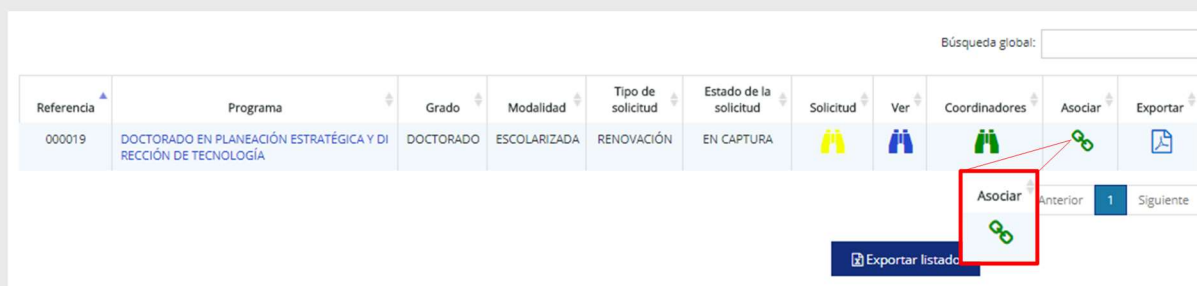 Búsqueda global:
Referencia Programa Grado Modalidad Tipo de solicitud Estado de la solicitud Solicitud Ver Coordinadores Asociar Exportar
000019 DOCTORADO EN PLANEACIÓN ESTRATÉGICA Y DI DOCTORADO ESCOLARIZADA RENOVACIÓN EN CAPTURA
RECCIÓN DE TECNOLOGÍA
Asociar
Anterior 1 Siguiente
Exportar listado